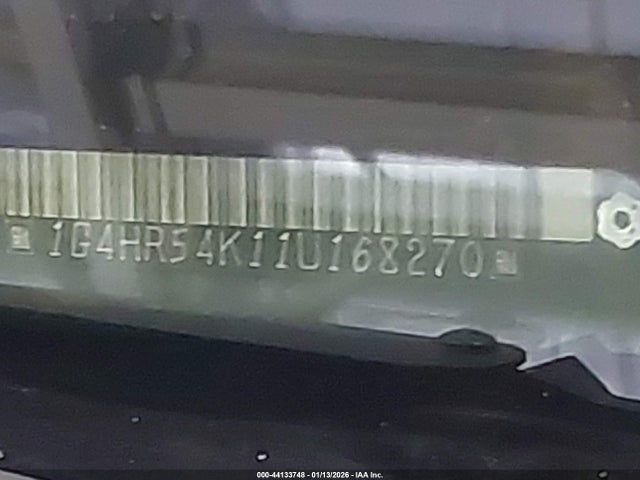 1G4HR54K11U168270
000-44133748 - 01/13/2026 - IAA Inc.